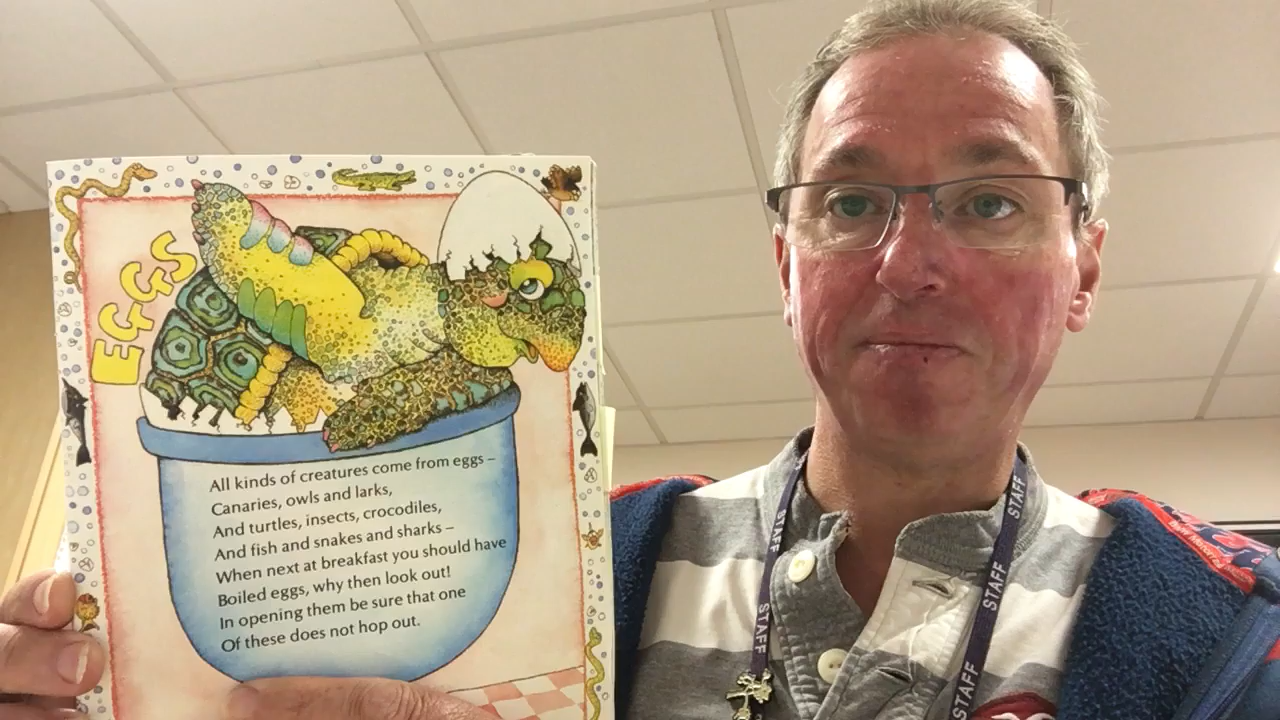 EGGS
All kinds of creatures come from eggs –
Canaries, owls and larks,
And turtles, insects, crocodiles,
And fish and snakes and sharks –
When next at breakfast you should have
Boiled eggs, why then look out!
In opening them be sure that one
Of these does not hop out.
STAFF
STAFF
STAFF
STAFF
STAFF
STAFF